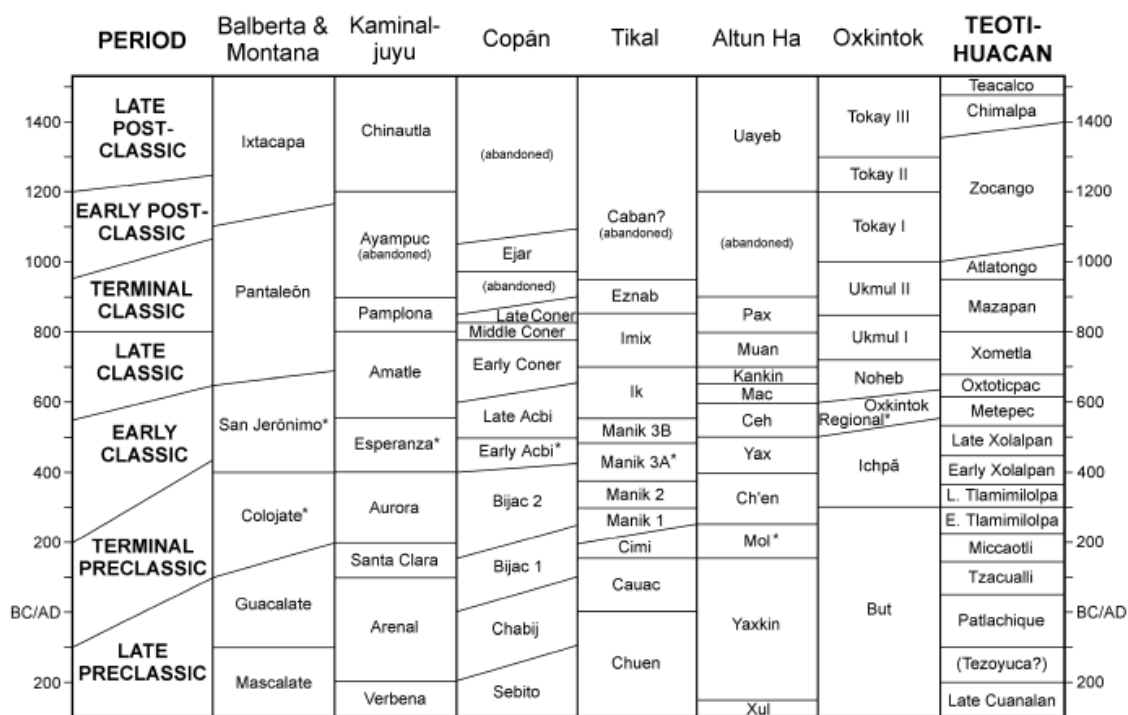 PERIOD
Balberta &
Montana
Kaminal-
juyu
Copán
Tikal
Altun Ha
Oxkintok
TEOTI-
HUACAN
1400
1200
1000
800
600
400
200
BC/AD
200
LATE
POST-
CLASSIC
EARLY POST-
CLASSIC
TERMINAL
CLASSIC
LATE
CLASSIC
EARLY
CLASSIC
TERMINAL
PRECLASSIC
LATE
PRECLASSIC
Ixtacapa
Pantaleón
San Jerōnimo*
Colojate*
Guacalate
Mascalate
Chinautla
Ayampuc
(abandoned)
Pamplona
Amatle
Esperanza*
Aurora
Santa Clara
Arenal
Verbena
(abandoned)
Ejar
(abandoned)
Late Coner
Middle Coner
Early Coner
Late Acbi
Early Acbi*
Bijac 2
Bijac 1
Chabij
Sebito
Caban?
(abandoned)
Eznab
Imix
Ik
Manik 3B
Manik 3A*
Manik 2
Manik 1
Cimi
Cauac
Chuen
Uayeb
(abandoned)
Pax
Muan
Kankin
Mac
Ceh
Yax
Ch'en
Mol*
Yaxkin
Xul
Tokay III
Tokay II
Tokay I
Ukmul II
Ukmul I
Noheb
Oxkintok
Regional*
Ichpā
But
Teacalco
Chimalpa
Zocango
Atlatongo
Mazapan
Xometla
Oxtoticpac
Metepec
Late Xolalpan
Early Xolalpan
L. Tlamimilolpa
E. Tlamimilolpa
Miccaotli
Tzacualli
Patlachique
(Tezoyuca?)
Late Cuanalan
1400
1200
1000
800
600
400
200
BC/AD
200